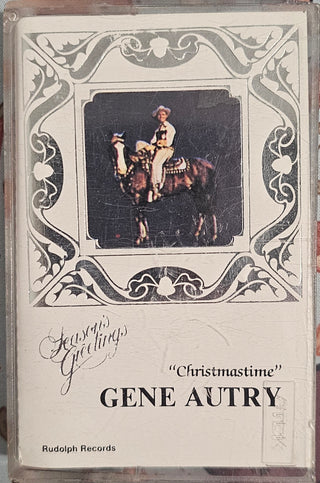 Season's
Greetings
"Christmastime"
GENE AUTRY
Rudolph Records